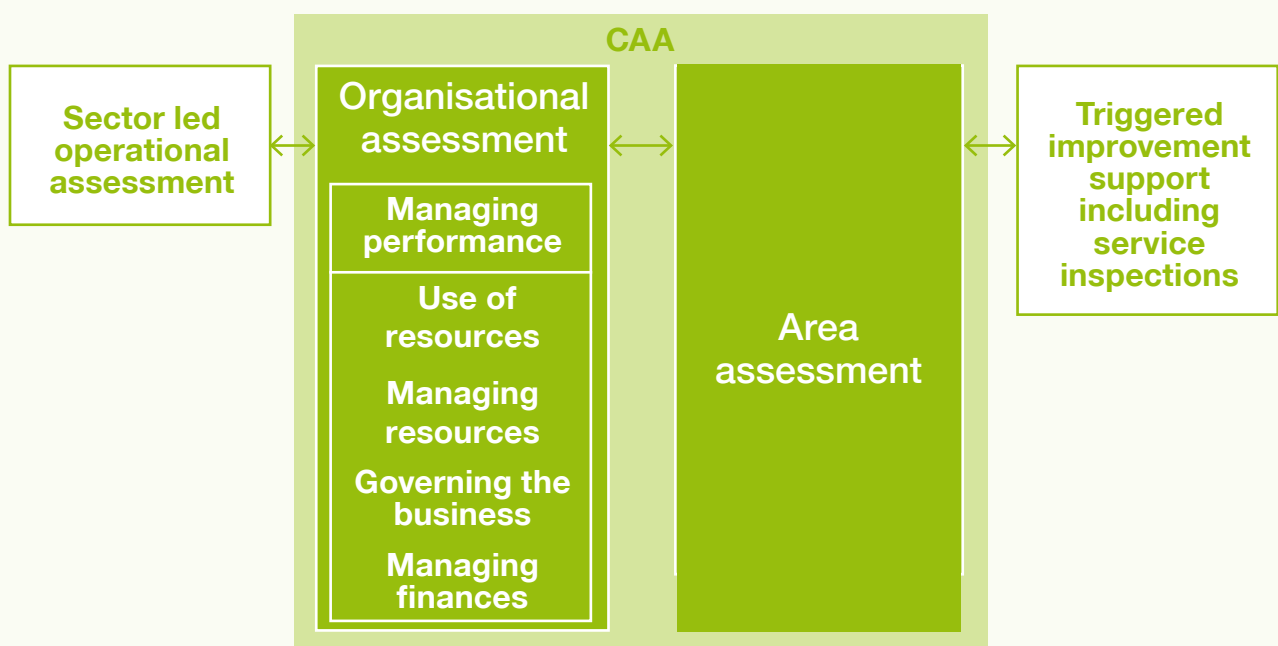 CAA
Sector led
operational
assessment
Organisational
assessment
Managing
performance
Use of
resources
Managing
resources
Governing the
business
Managing
finances
Area
assessment
Triggered
improvement
support
including
service
inspections